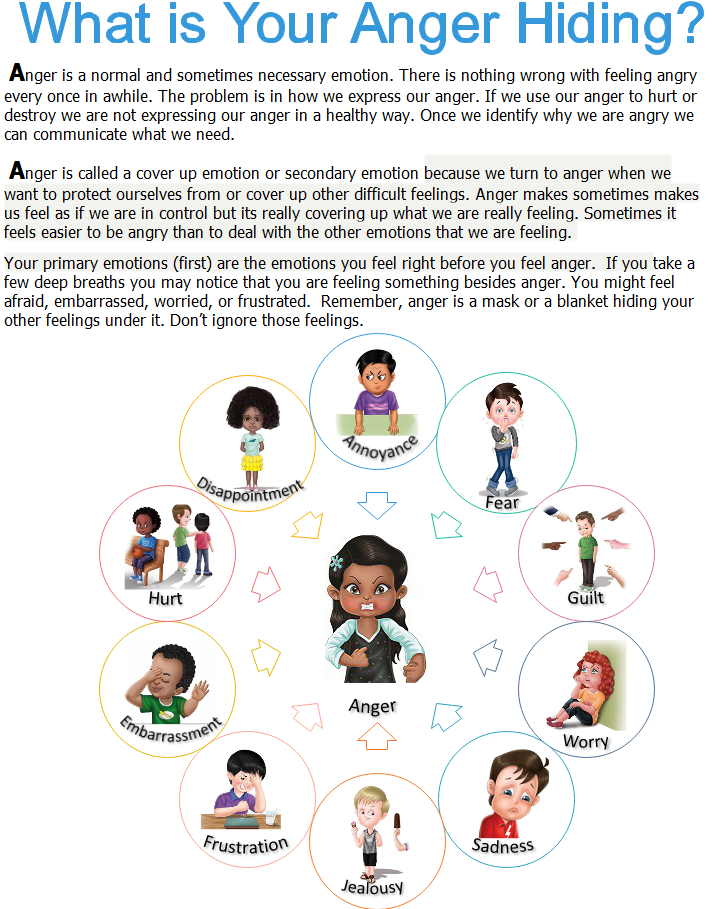 What is Your Anger Hiding?
Anger is a normal and sometimes necessary emotion. There is nothing wrong with feeling angry
every once in awhile. The problem is in how we express our anger. If we use our anger to hurt or
destroy we are not expressing our anger in a healthy way. Once we identify why we are angry we
can communicate what we need.
Anger is called a cover up emotion or secondary emotion because we turn to anger when we
want to protect ourselves from or cover up other difficult feelings. Anger makes sometimes makes
us feel as if we are in control but its really covering up what we are really feeling. Sometimes it
feels easier to be angry than to deal with the other emotions that we are feeling.
Your primary emotions (first) are the emotions you feel right before you feel anger.  If you take a
few deep breaths you may notice that you are feeling something besides anger. You might feel
afraid, embarrassed, worried, or frustrated.  Remember, anger is a mask or a blanket hiding your
other feelings under it. Don’t ignore those feelings.
Annoyance
Disappointment
Fear
Hurt
Guilt
Anger
Embarrassment
Worry
Frustration
Sadness
Jealousy